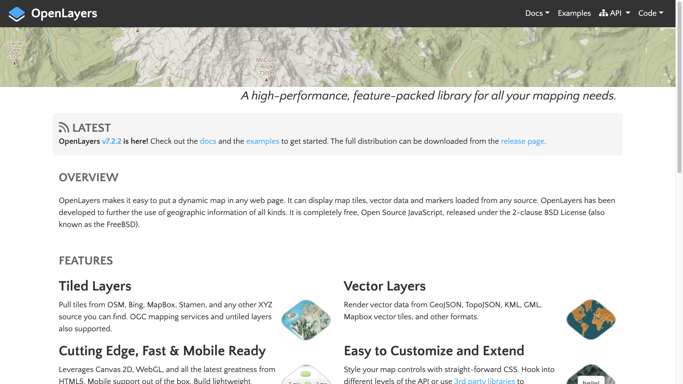 OpenLayers
Docs Examples API Code
A high-performance, feature-packed library for all your mapping needs.
LATEST
OpenLayers v7.2.2 is here! Check out the docs and the examples to get started. The full distribution can be downloaded from the release page.
OVERVIEW
OpenLayers makes it easy to put a dynamic map in any web page. It can display map tiles, vector data and markers loaded from any source. OpenLayers has been
developed to further the use of geographic information of all kinds. It is completely free, Open Source JavaScript, released under the 2-clause BSD License (also
known as the FreeBSD).
FEATURES
Tiled Layers
Pull tiles from OSM, Bing, MapBox, Stamen, and any other XYZ
source you can find. OGC mapping services and untiled layers
also supported.
Vector Layers
Render vector data from GeoJSON, TopoJSON, KML, GML,
Mapbox vector tiles, and other formats.
Cutting Edge, Fast & Mobile Ready
Leverages Canvas 2D, WebGL, and all the latest greatness from
HTML5. Mobile support out of the box. Build lightweight
Easy to Customize and Extend
Style your map controls with straight-forward CSS. Hook into
different levels of the API or use 3rd party libraries to